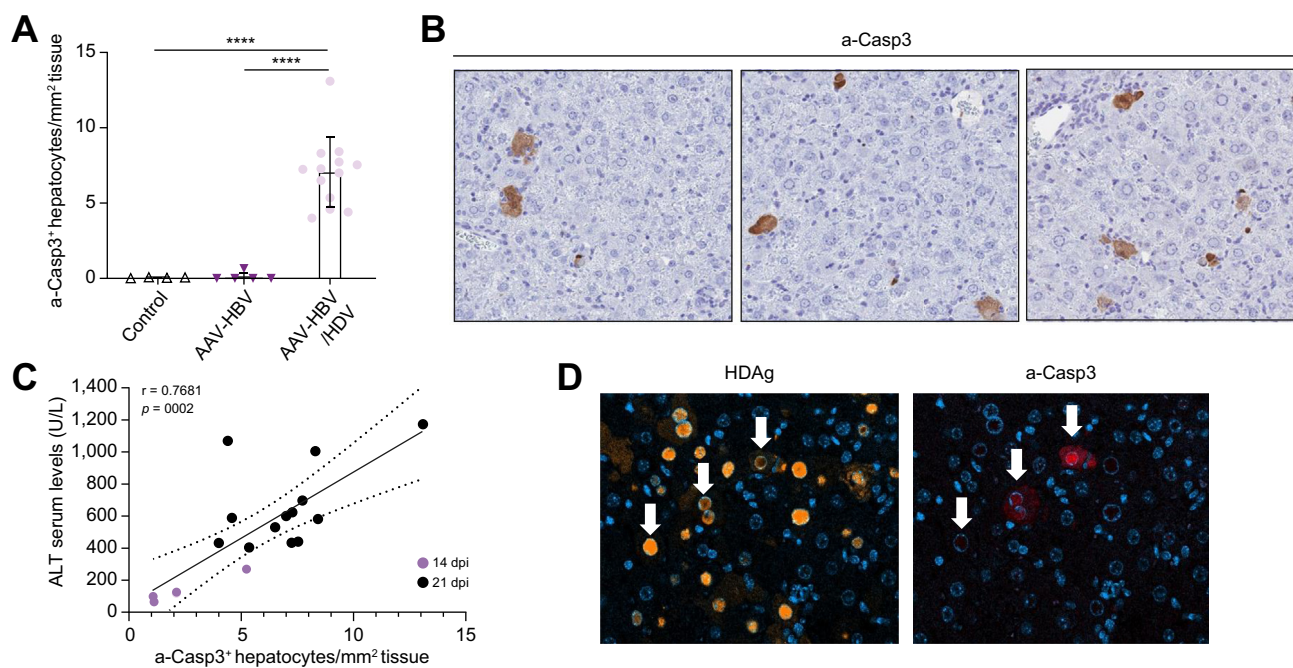 A
a-Casp3+ hepatocytes/mm2 tissue
15
10
5
0
****
****
Control
AAV-HBV
AAV-HBV
/HDV
B
a-Casp3
C
ALT serum levels (U/L)
1,400
1,200
1,000
800
600
400
200
0
r = 0.7681
p = 0002
14 dpi
21 dpi
0
5
10
15
a-Casp3+ hepatocytes/mm2 tissue
D
HDAg
a-Casp3